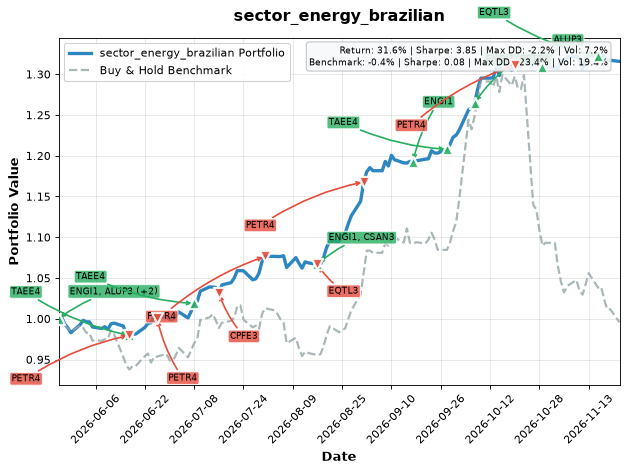 sector_energy_brazilian
EQTL3
ALUP3
sector_energy_brazilian Portfolio
Buy & Hold Benchmark
Return: 31.6% | Sharpe: 3.85 | Max DD: -2.2% | Vol: 7.2%
Benchmark: -0.4% | Sharpe: 0.08 | Max DD: -23.4% | Vol: 19.4%
ENGI1
TAEE4
PETR4
PETR4
ENGI1, CSAN3
TAEE4
TAEE4
ENGI1, ALUP3 (+2)
EQTL3
PETR4
CPFE3
PETR4
PETR4
1.30
1.25
1.20
1.15
1.10
1.05
1.00
0.95
Portfolio Value
2026-06-06
2026-06-22
2026-07-08
2026-07-24
2026-08-09
2026-08-25
2026-09-10
2026-09-26
2026-10-12
2026-10-28
2026-11-13
Date